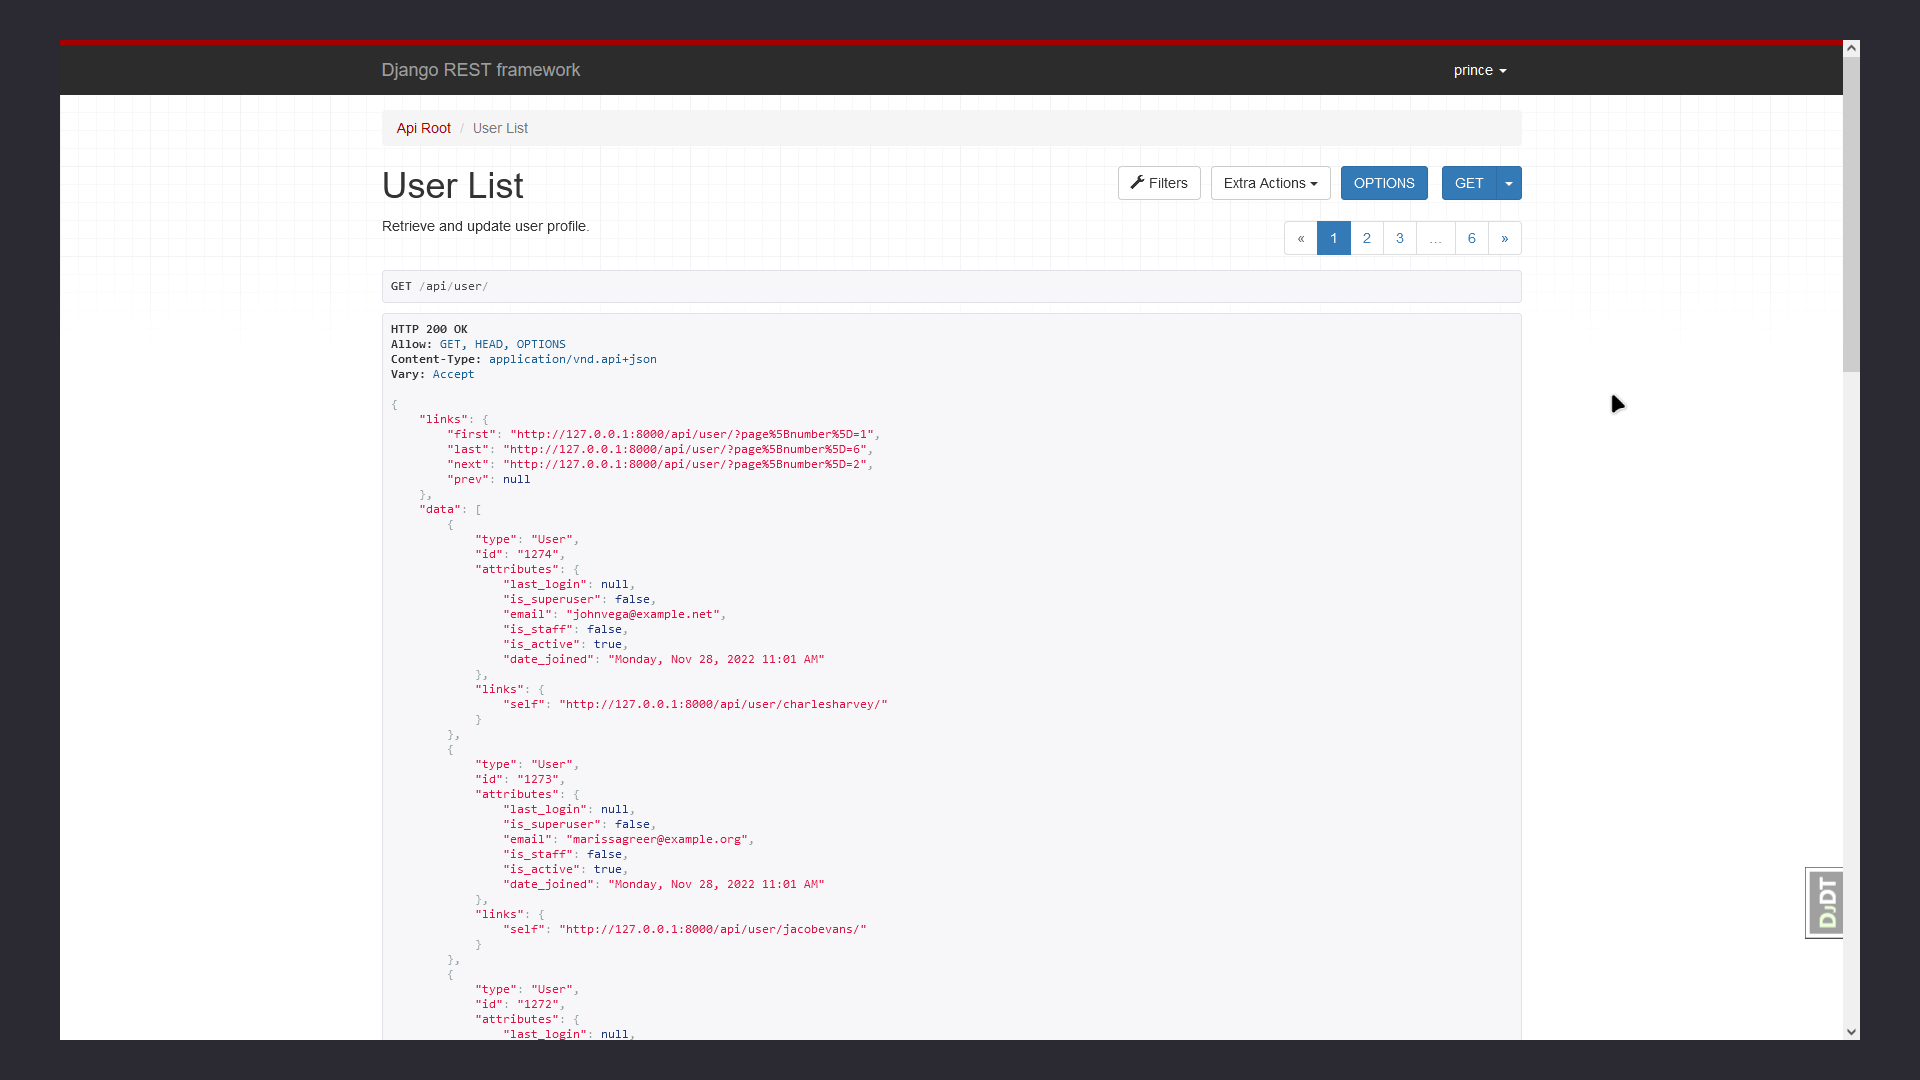 Django REST framework
prince
Api Root / User List
User List
Filters
Extra Actions
OPTIONS
GET
Retrieve and update user profile.
« 1 2 3 … 6 »
GET /api/user/
HTTP 200 OK
Allow: GET, HEAD, OPTIONS
Content-Type: application/vnd.api+json
Vary: Accept
{
    "links": {
        "first": "http://127.0.0.1:8000/api/user/?page%5Bnumber%5D=1",
        "last": "http://127.0.0.1:8000/api/user/?page%5Bnumber%5D=6",
        "next": "http://127.0.0.1:8000/api/user/?page%5Bnumber%5D=2",
        "prev": null
    },
    "data": [
        {
            "type": "User",
            "id": "1274",
            "attributes": {
                "last_login": null,
                "is_superuser": false,
                "email": "johnvega@example.net",
                "is_staff": false,
                "is_active": true,
                "date_joined": "Monday, Nov 28, 2022 11:01 AM"
            },
            "links": {
                "self": "http://127.0.0.1:8000/api/user/charlesharvey/"
            }
        },
        {
            "type": "User",
            "id": "1273",
            "attributes": {
                "last_login": null,
                "is_superuser": false,
                "email": "marissagreer@example.org",
                "is_staff": false,
                "is_active": true,
                "date_joined": "Monday, Nov 28, 2022 11:01 AM"
            },
            "links": {
                "self": "http://127.0.0.1:8000/api/user/jacobevans/"
            }
        },
        {
            "type": "User",
            "id": "1272",
            "attributes": {
                "last_login": null,
DJDT